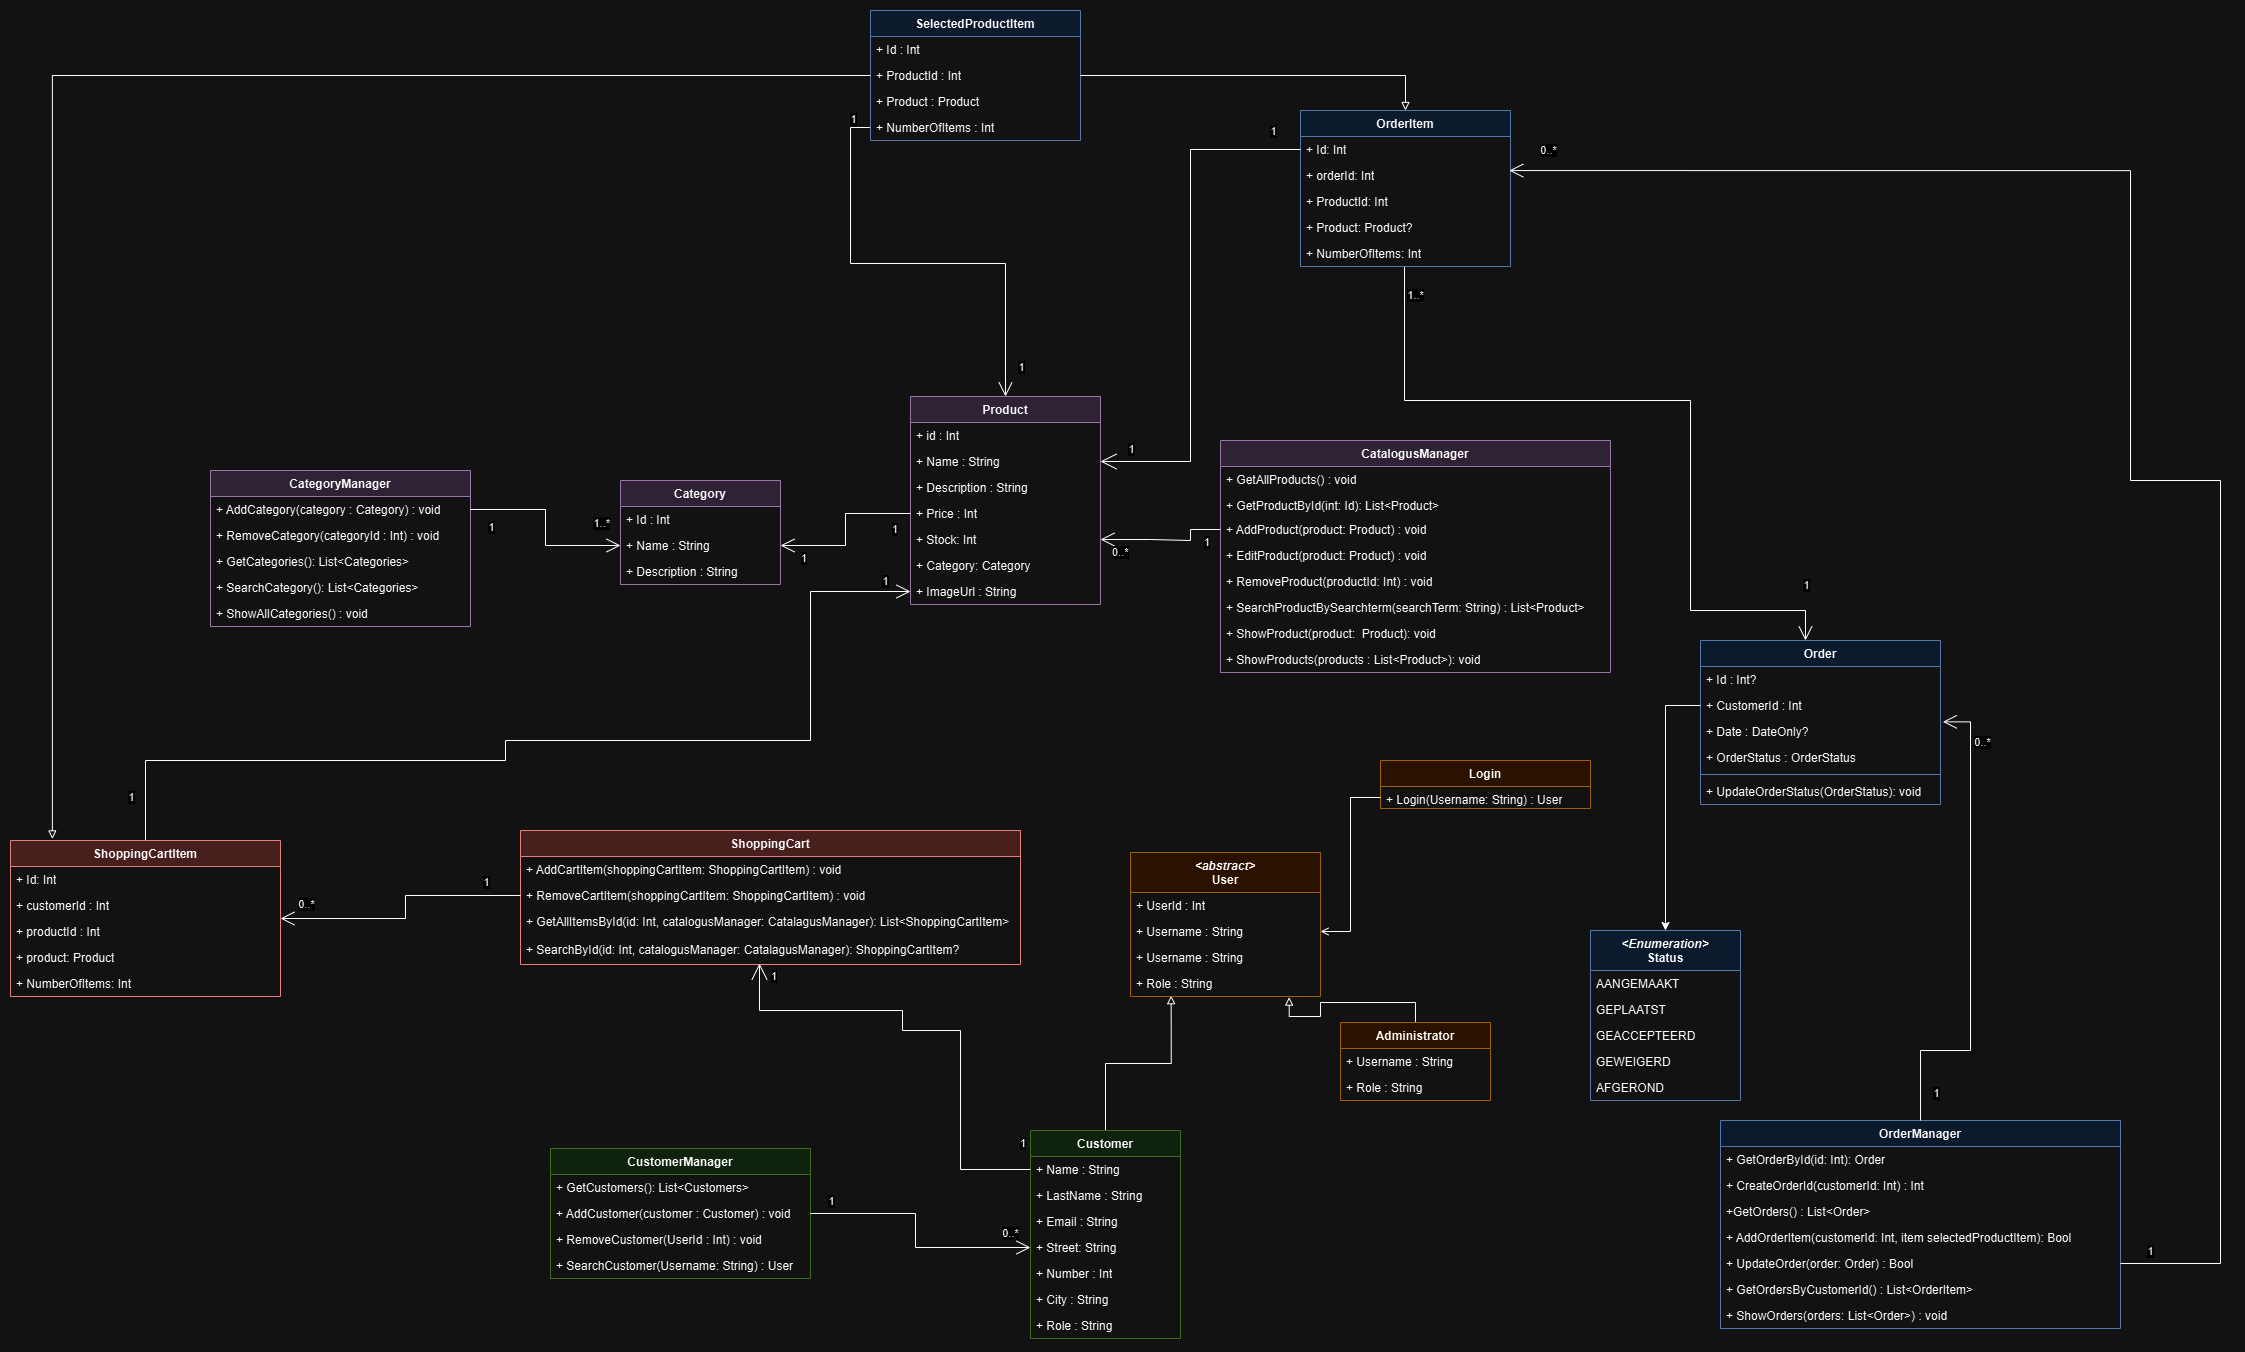 SelectedProductItem
+ Id : Int
+ ProductId : Int
+ Product : Product
+ NumberOfItems : Int
1
1
OrderItem
+ Id: Int
+ orderId: Int
+ ProductId: Int
+ Product: Product?
+ NumberOfItems: Int
1
1
0..*
1..*
1
Product
+ id : Int
+ Name : String
+ Description : String
+ Price : Int
+ Stock: Int
+ Category: Category
+ ImageUrl : String
1
1
0..*
1
1
CategoryManager
+ AddCategory(category : Category) : void
+ RemoveCategory(categoryId : Int) : void
+ GetCategories(): List<Categories>
+ SearchCategory(): List<Categories>
+ ShowAllCategories() : void
1
1..*
Category
+ Id : Int
+ Name : String
+ Description : String
CatalogusManager
+ GetAllProducts() : void
+ GetProductById(int: Id): List<Product>
+ AddProduct(product: Product) : void
+ EditProduct(product: Product) : void
+ RemoveProduct(productId: Int) : void
+ SearchProductBySearchterm(searchTerm: String) : List<Product>
+ ShowProduct(product:  Product): void
+ ShowProducts(products : List<Product>): void
Order
+ Id : Int?
+ CustomerId : Int
+ Date : DateOnly?
+ OrderStatus : OrderStatus
+ UpdateOrderStatus(OrderStatus): void
0..*
Login
+ Login(Username: String) : User
1
ShoppingCartItem
+ Id: Int
+ customerId : Int
+ productId : Int
+ product: Product
+ NumberOfItems: Int
0..*
1
ShoppingCart
+ AddCartItem(shoppingCartItem: ShoppingCartItem) : void
+ RemoveCartItem(shoppingCartItem: ShoppingCartItem) : void
+ GetAllItemsById(id: Int, catalogusManager: CatalagusManager): List<ShoppingCartItem>
+ SearchById(id: Int, catalogusManager: CatalagusManager): ShoppingCartItem?
1
<abstract>
User
+ UserId : Int
+ Username : String
+ Username : String
+ Role : String
Administrator
+ Username : String
+ Role : String
<Enumeration>
Status
AANGEMAAKT
GEPLAATST
GEACCEPTEERD
GEWEIGERD
AFGEROND
CustomerManager
+ GetCustomers(): List<Customers>
+ AddCustomer(customer : Customer) : void
+ RemoveCustomer(UserId : Int) : void
+ SearchCustomer(Username: String) : User
1
0..*
1
Customer
+ Name : String
+ LastName : String
+ Email : String
+ Street: String
+ Number : Int
+ City : String
+ Role : String
1
OrderManager
+ GetOrderById(id: Int): Order
+ CreateOrderId(customerId: Int) : Int
+GetOrders() : List<Order>
+ AddOrderItem(customerId: Int, item selectedProductItem): Bool
+ UpdateOrder(order: Order) : Bool
+ GetOrdersByCustomerId() : List<OrderItem>
+ ShowOrders(orders: List<Order>) : void
1